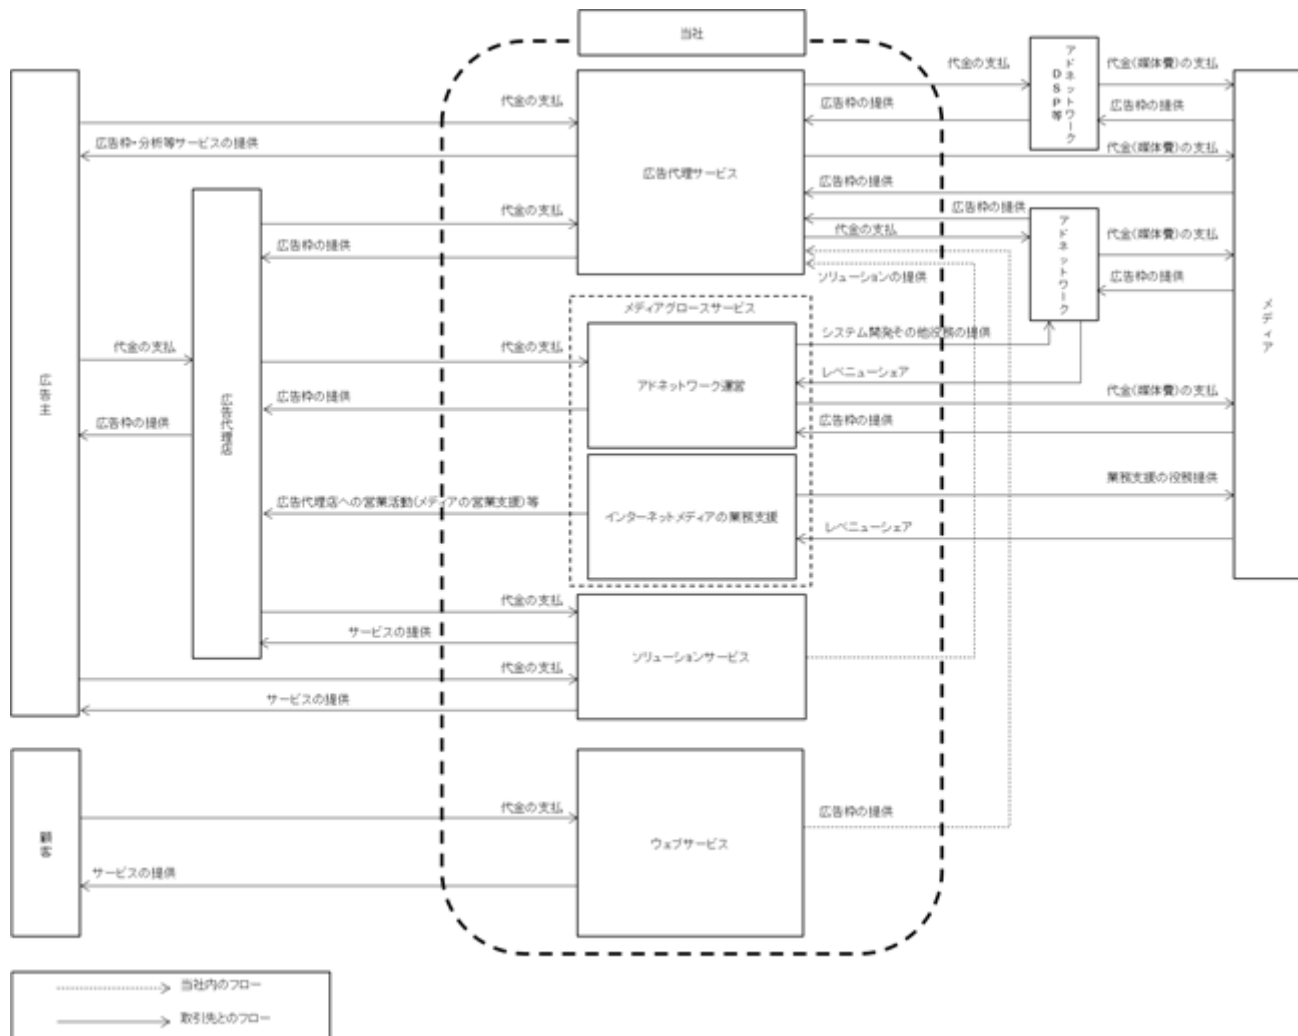 当社
代金の支払
代金(媒体費)の支払
アドネットワーク
DSP等
代金の支払
広告枠の提供
広告枠の提供
広告枠・分析等サービスの提供
代金(媒体費)の支払
広告代理サービス
広告枠の提供
代金の支払
広告枠の提供
代金の支払
アドネットワーク
代金(媒体費)の支払
広告枠の提供
ソリューションの提供
広告枠の提供
メディアグロースサービス
メディア
システム開発その他役務の提供
代金の支払
代金の支払
レベニューシェア
広告主
アドネットワーク運営
代金(媒体費)の支払
広告枠の提供
広告代理店
広告枠の提供
広告枠の提供
業務支援の役務提供
広告代理店への営業活動(メディアの営業支援)等
インターネットメディアの業務支援
レベニューシェア
代金の支払
サービスの提供
ソリューションサービス
代金の支払
サービスの提供
代金の支払
広告枠の提供
顧客
ウェブサービス
サービスの提供
当社内のフロー
取引先とのフロー